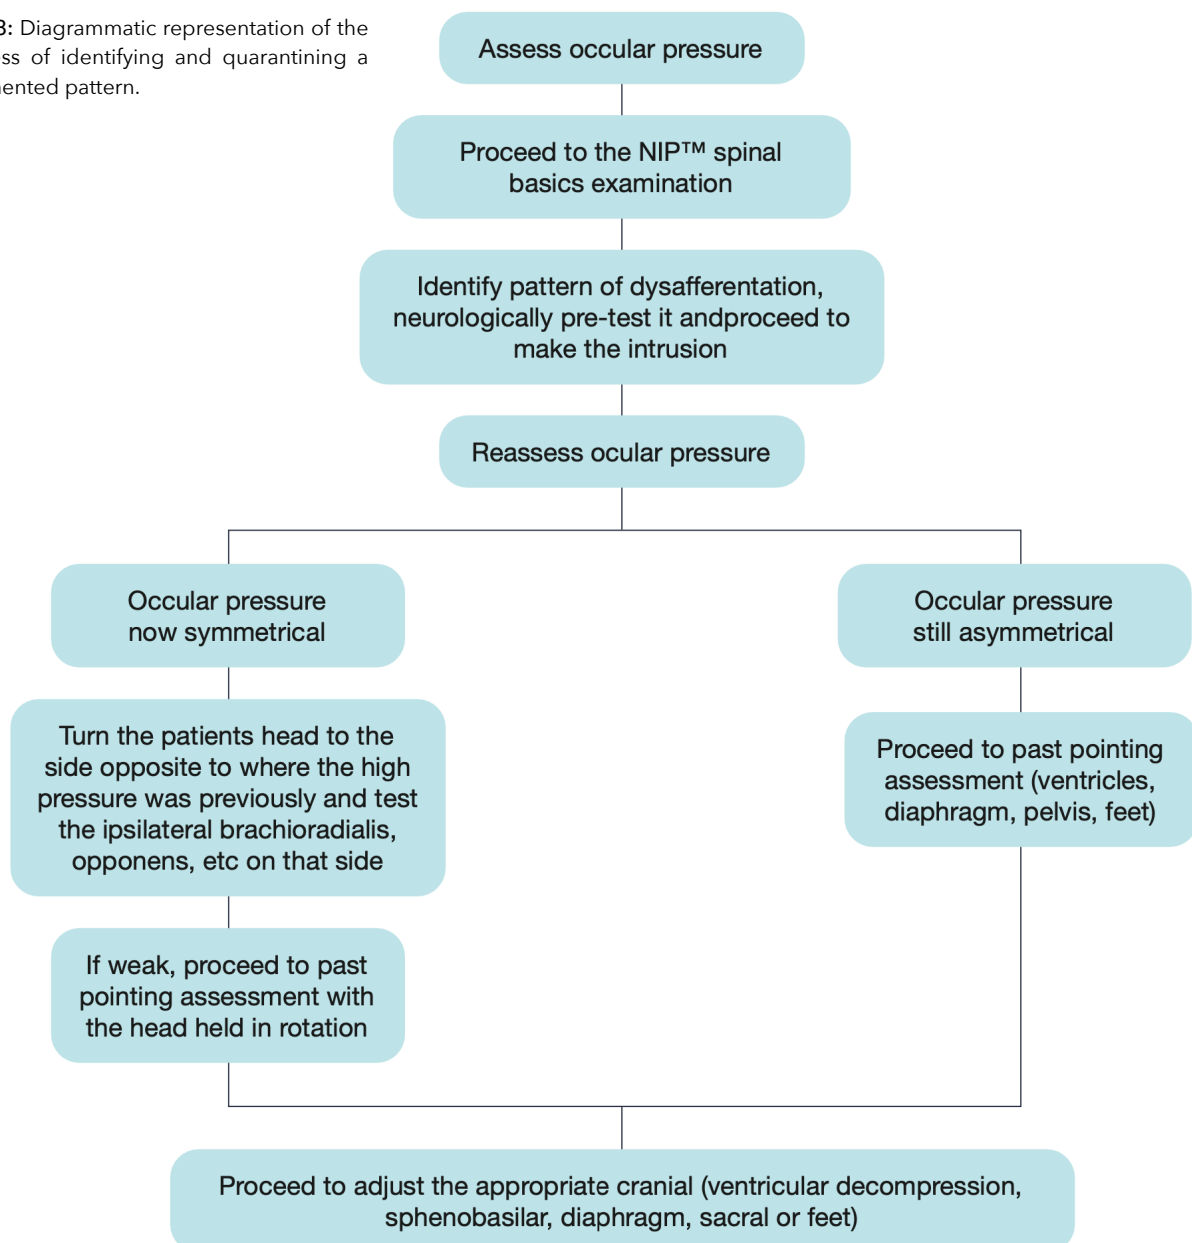 3: Diagrammatic representation of the
ess of identifying and quarantining a
ented pattern.
Assess occular pressure
Proceed to the NIP™ spinal
basics examination
Identify pattern of dysafferentation,
neurologically pre-test it andproceed to
make the intrusion
Reassess ocular pressure
Occular pressure
now symmetrical
Occular pressure
still asymmetrical
Turn the patients head to the
side opposite to where the high
pressure was previously and test
the ipsilateral brachioradialis,
opponens, etc on that side
Proceed to past pointing
assessment (ventricles,
diaphragm, pelvis, feet)
If weak, proceed to past
pointing assessment with
the head held in rotation
Proceed to adjust the appropriate cranial (ventricular decompression,
sphenobasilar, diaphragm, sacral or feet)